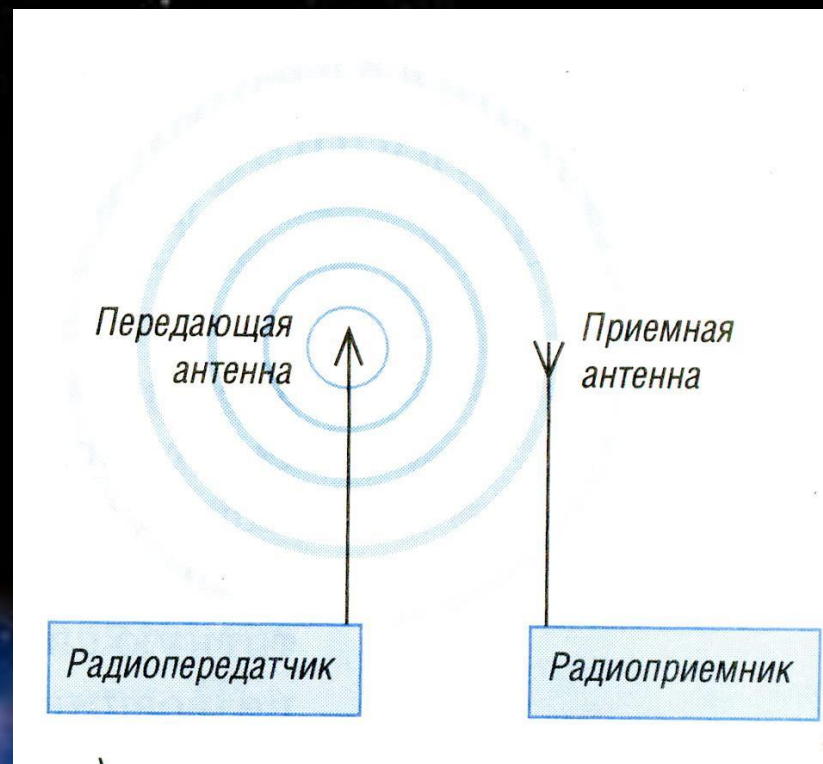 Передающая
антенна
Приемная
антенна
Радиопередатчик
Радиоприемник